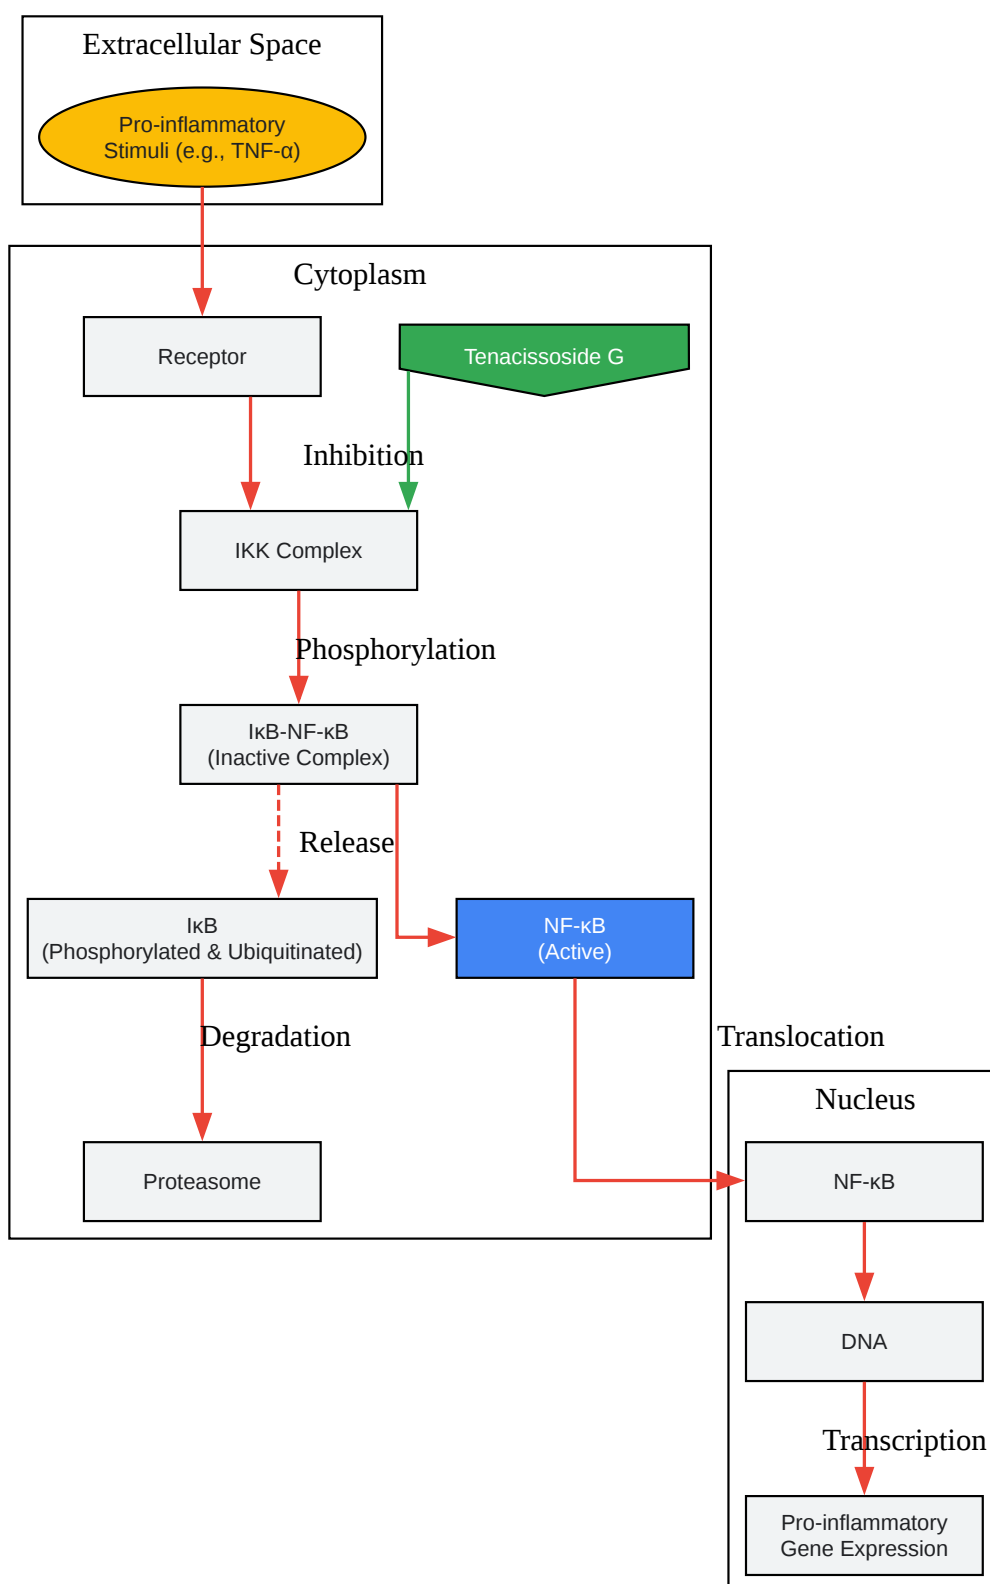 Extracellular Space
Pro-inflammatory
Stimuli (e.g., TNF-α)
Cytoplasm
Receptor
Tenacissoside G
Inhibition
IKK Complex
Phosphorylation
IκB-NF-κB
(Inactive Complex)
Release
IκB
(Phosphorylated & Ubiquitinated)
NF-κB
(Active)
Degradation
Translocation
Proteasome
Nucleus
NF-κB
DNA
Transcription
Pro-inflammatory
Gene Expression